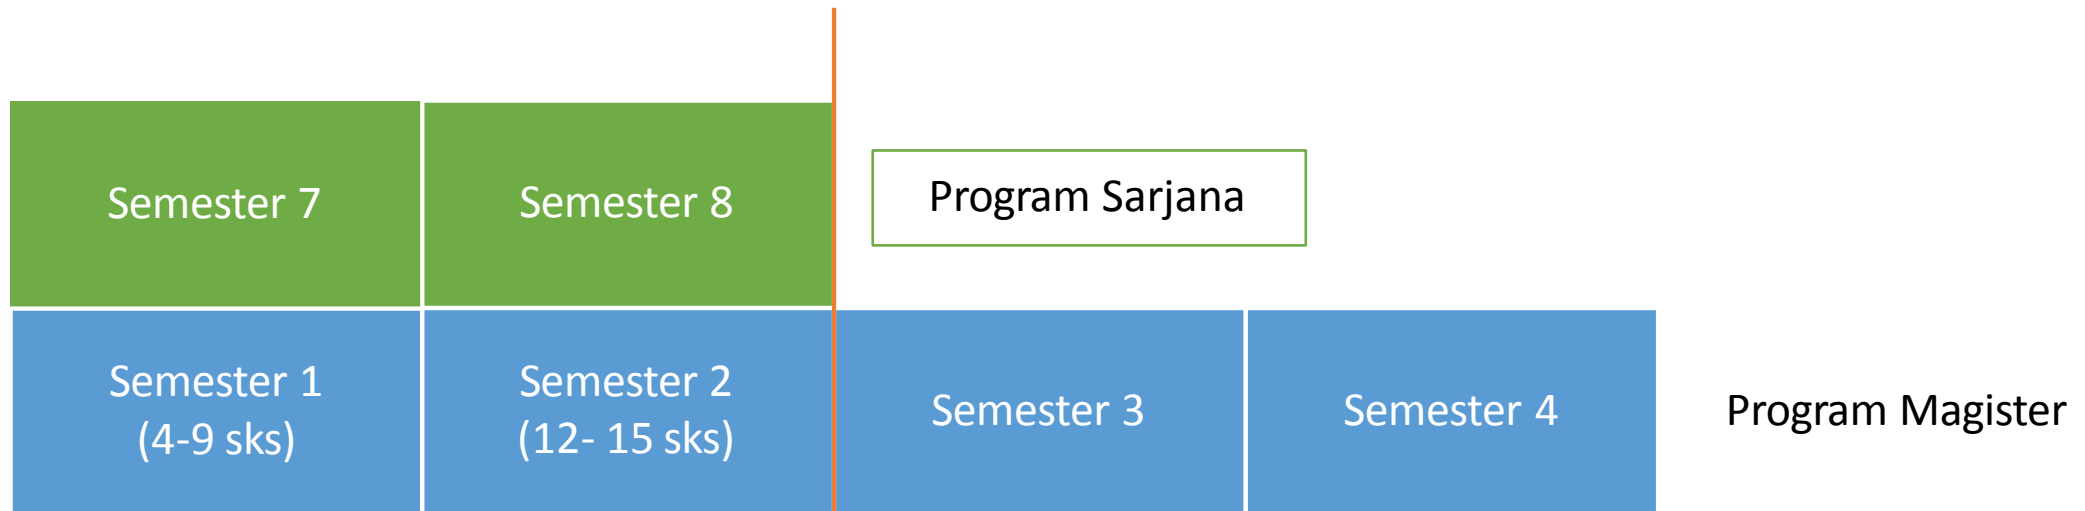 Semester 7
Semester 8
Program Sarjana
Semester 1
(4-9 sks)
Semester 2
(12- 15 sks)
Semester 3
Semester 4
Program Magister